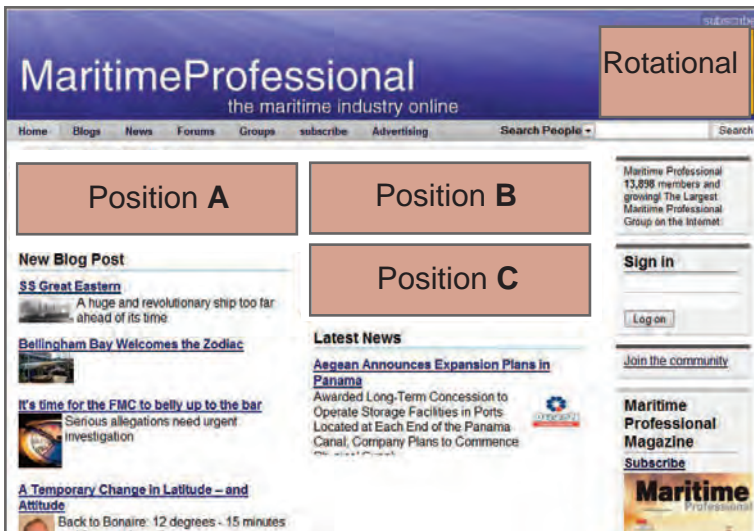 subscribe
Rotational
MaritimeProfessional
the maritime industry online
Home Blogs News Forums Groups subscribe Advertising Search People Search
Position A
Position B
Position C
New Blog Post
SS Great Eastern
A huge and revolutionary ship too far
ahead of its time
Bellingham Bay Welcomes the Zodiac
It's time for the FMC to belly up to the bar
Serious allegations need urgent
investigation
A Temporary Change in Latitude – and
Attitude
Back to Bonaire: 12 degrees - 15 minutes
Latest News
Aegean Announces Expansion Plans in
Panama
Awarded Long-Term Concession to
Operate Storage Facilities in Ports
Located at Each End of the Panama
Canal; Company Plans to Commence
Maritime Professional
13,898 members and
growing! The Largest
Maritime Professional
Group on the Internet
Sign in
Log on
Join the community
Maritime
Professional
Magazine
Subscribe
Maritime
Professional